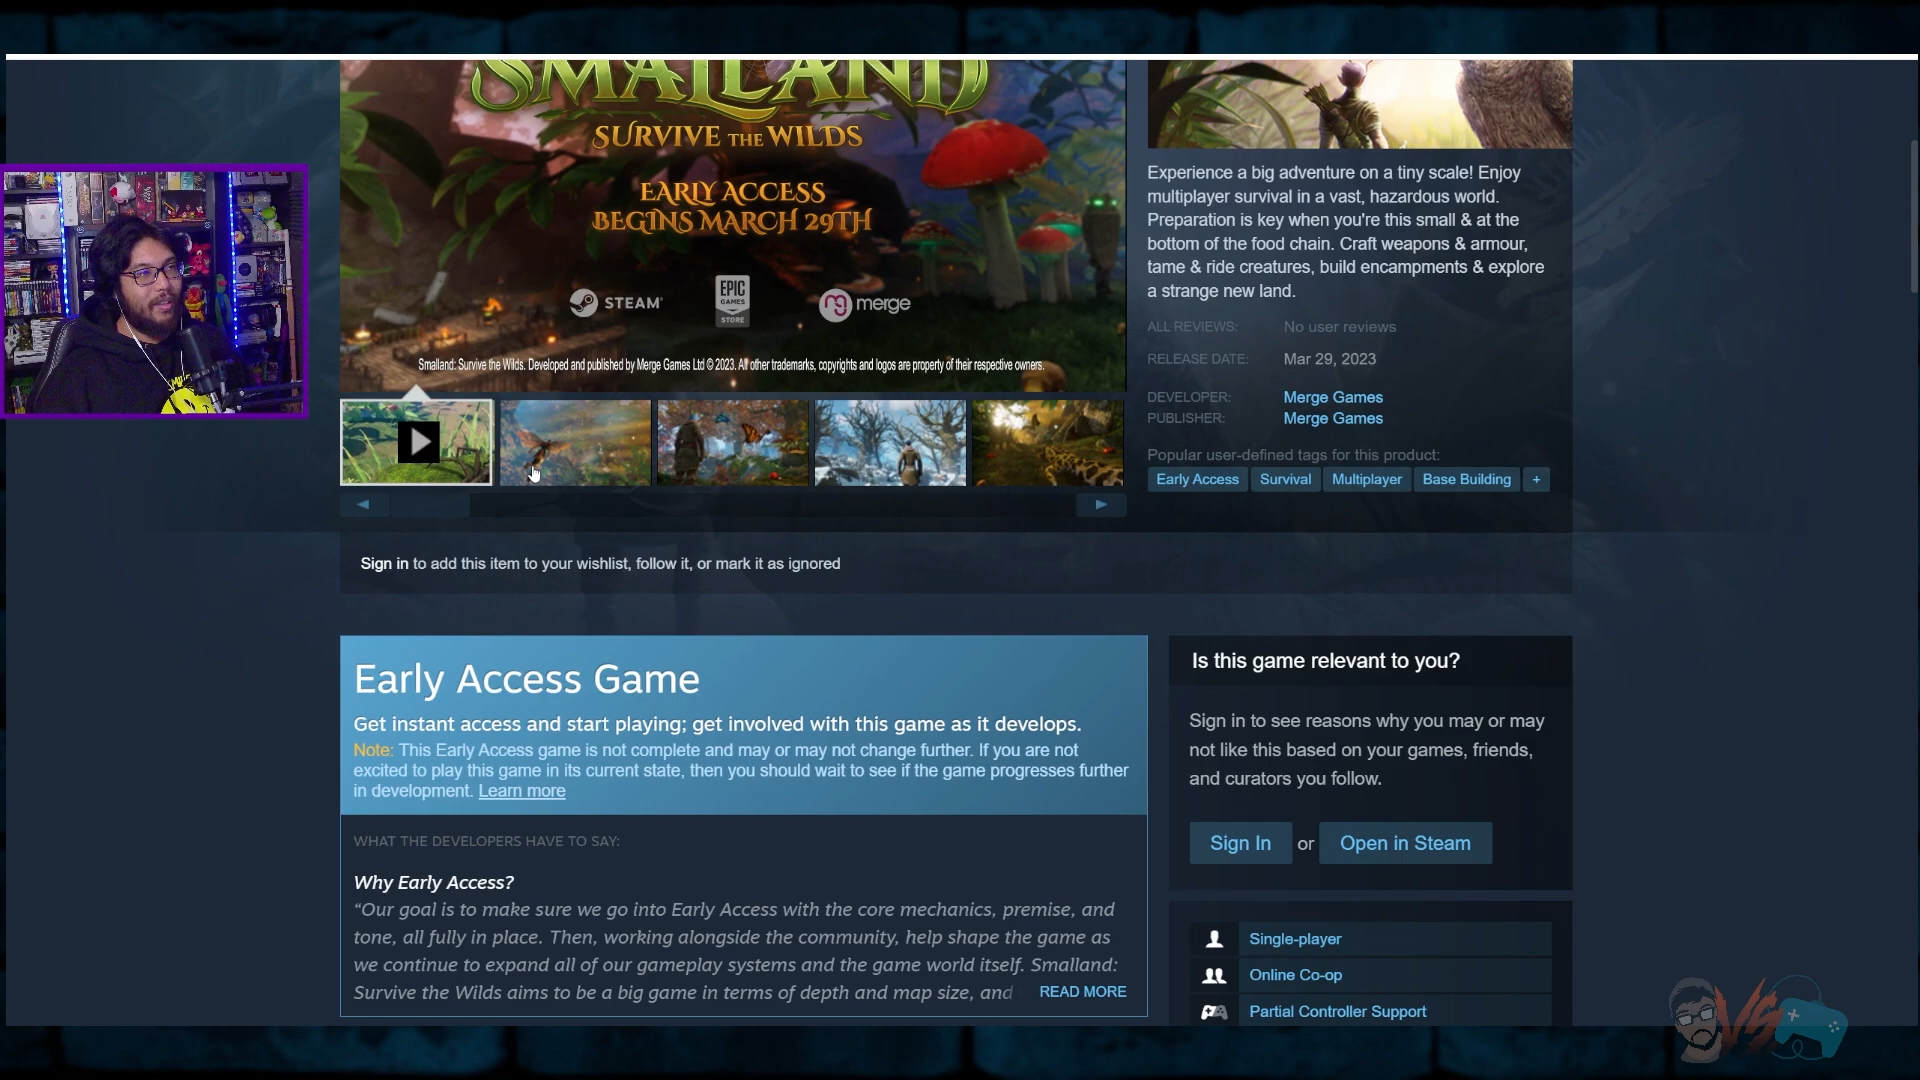 SMALLAND
SURVIVE THE WILDS
EARLY ACCESS
BEGINS MARCH 29TH
STEAM
EPIC
GAMES
STORE
merge
Smalland: Survive the Wilds. Developed and published by Merge Games Ltd © 2023. All other trademarks, copyrights and logos are property of their respective owners.
Experience a big adventure on a tiny scale! Enjoy
multiplayer survival in a vast, hazardous world.
Preparation is key when you're this small & at the
bottom of the food chain. Craft weapons & armour,
tame & ride creatures, build encampments & explore
a strange new land.
ALL REVIEWS: No user reviews
RELEASE DATE: Mar 29, 2023
DEVELOPER: Merge Games
PUBLISHER: Merge Games
Popular user-defined tags for this product:
Early Access Survival Multiplayer Base Building +
Sign in to add this item to your wishlist, follow it, or mark it as ignored
Early Access Game
Get instant access and start playing; get involved with this game as it develops.
Note: This Early Access game is not complete and may or may not change further. If you are not
excited to play this game in its current state, then you should wait to see if the game progresses further
in development. Learn more
WHAT THE DEVELOPERS HAVE TO SAY:
Why Early Access?
“Our goal is to make sure we go into Early Access with the core mechanics, premise, and
tone, all fully in place. Then, working alongside the community, help shape the game as
we continue to expand all of our gameplay systems and the game world itself. Smalland:
Survive the Wilds aims to be a big game in terms of depth and map size, and
READ MORE
Is this game relevant to you?
Sign in to see reasons why you may or may
not like this based on your games, friends,
and curators you follow.
Sign In or Open in Steam
Single-player
Online Co-op
Partial Controller Support
VS